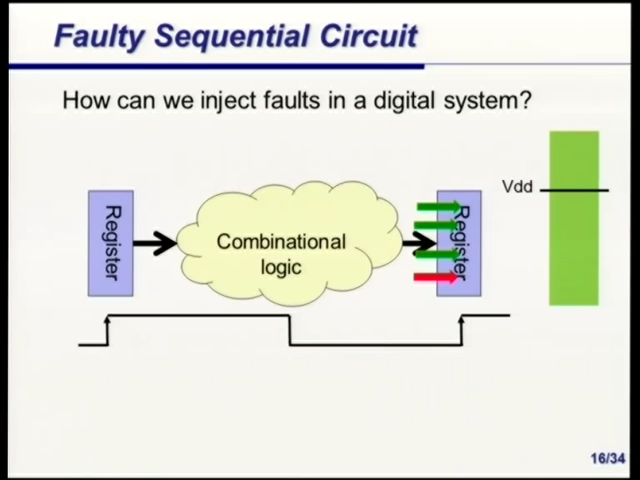 Faulty Sequential Circuit
How can we inject faults in a digital system?
Vdd
Register
Combinational
logic
Register
16/34